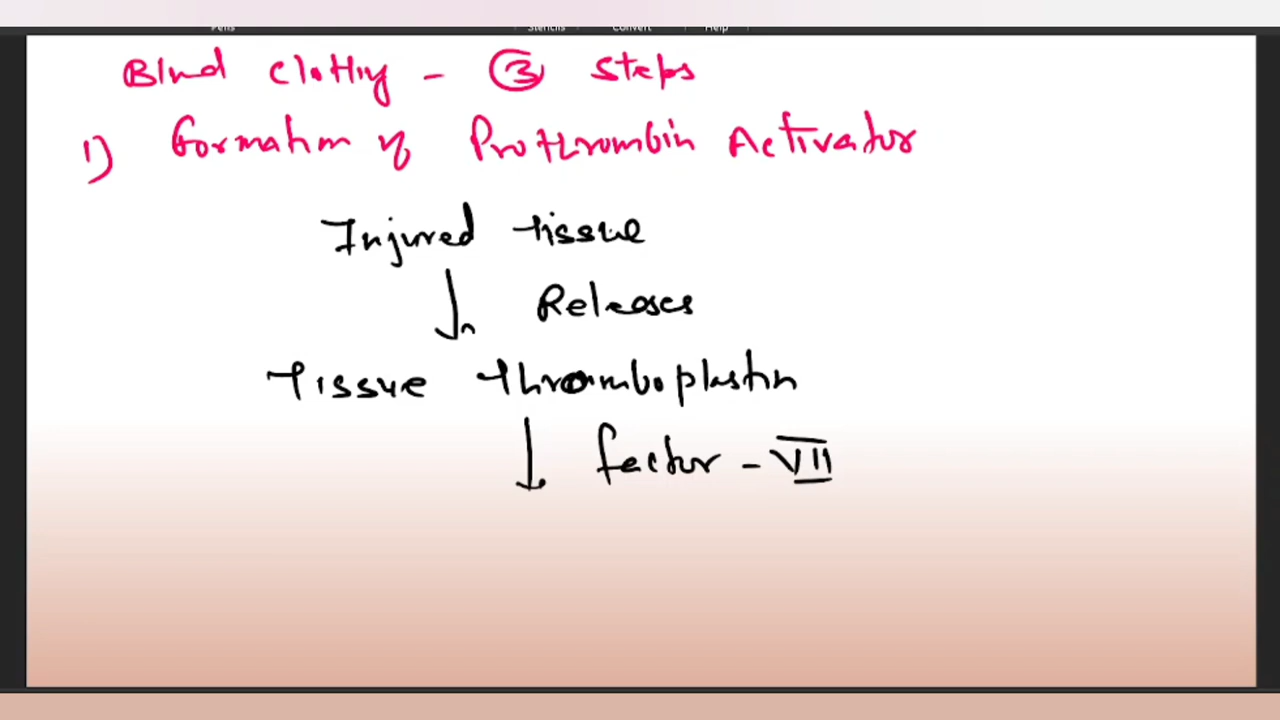 Blood Clotting - 3 Steps
1) Formation of Prothrombin Activator
Injured tissue
Releases
Tissue thromboplastin
factor - VII